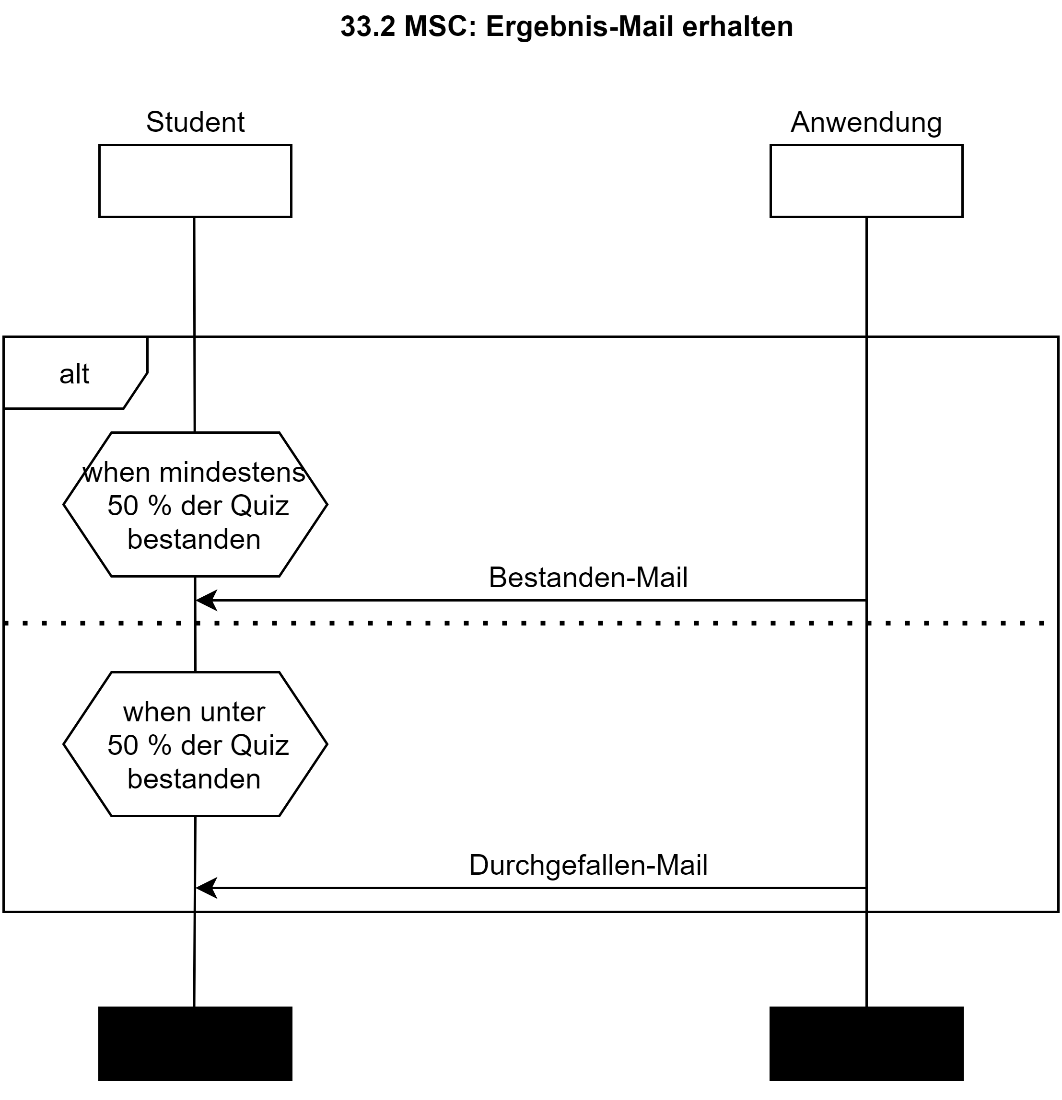 33.2 MSC: Ergebnis-Mail erhalten
Student
Anwendung
alt
when mindestens
50 % der Quiz
bestanden
Bestanden-Mail
when unter
50 % der Quiz
bestanden
Durchgefallen-Mail